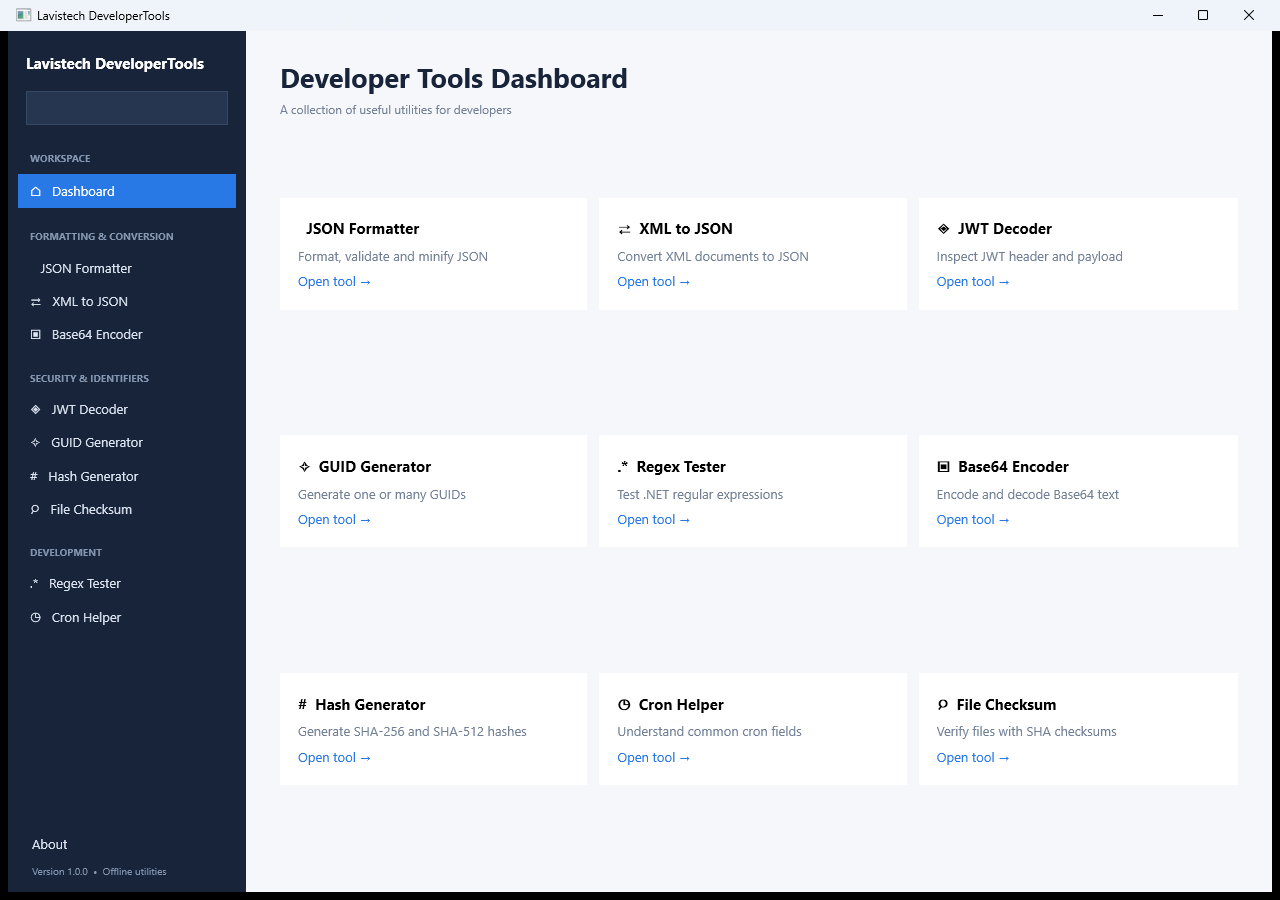 Lavistech DeveloperTools
Lavistech DeveloperTools
WORKSPACE
Dashboard
FORMATTING & CONVERSION
JSON Formatter
⇄ XML to JSON
▣ Base64 Encoder
SECURITY & IDENTIFIERS
◈ JWT Decoder
✧ GUID Generator
# Hash Generator
⌕ File Checksum
DEVELOPMENT
.* Regex Tester
◷ Cron Helper
About
Version 1.0.0 • Offline utilities
Developer Tools Dashboard
A collection of useful utilities for developers
JSON Formatter
Format, validate and minify JSON
Open tool →
⇄ XML to JSON
Convert XML documents to JSON
Open tool →
◈ JWT Decoder
Inspect JWT header and payload
Open tool →
✧ GUID Generator
Generate one or many GUIDs
Open tool →
.* Regex Tester
Test .NET regular expressions
Open tool →
▣ Base64 Encoder
Encode and decode Base64 text
Open tool →
# Hash Generator
Generate SHA-256 and SHA-512 hashes
Open tool →
◷ Cron Helper
Understand common cron fields
Open tool →
⌕ File Checksum
Verify files with SHA checksums
Open tool →